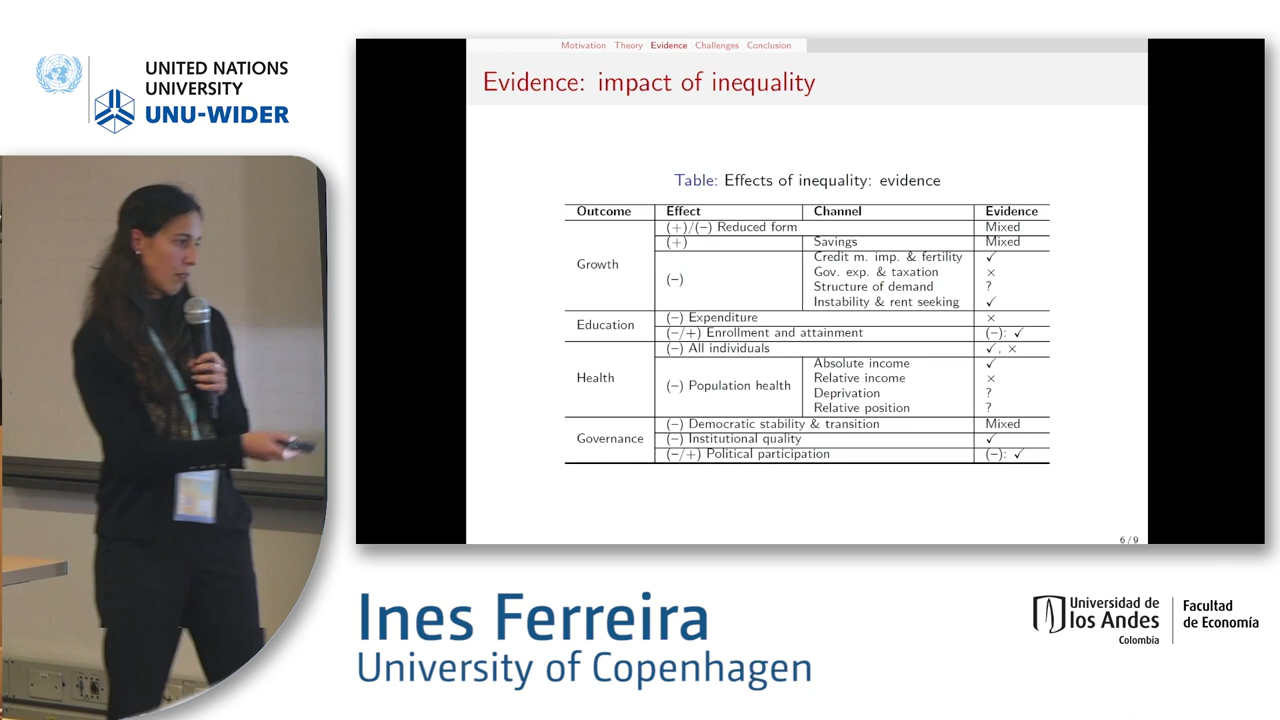 UNITED NATIONS
UNIVERSITY
UNU-WIDER
Motivation Theory Evidence Challenges Conclusion
Evidence: impact of inequality
Table: Effects of inequality: evidence
Outcome Effect Channel Evidence
Growth (+)/(−) Reduced form Mixed
(+) Savings Mixed
(−) Credit m. imp. & fertility ✓
Gov. exp. & taxation ×
Structure of demand ?
Instability & rent seeking ✓
Education (−) Expenditure ×
(−/+) Enrollment and attainment (−): ✓
Health (−) All individuals ✓, ×
(−) Population health Absolute income ✓
Relative income ×
Deprivation ?
Relative position ?
Governance (−) Democratic stability & transition Mixed
(−) Institutional quality ✓
(−/+) Political participation (−): ✓
6 / 9
Ines Ferreira
University of Copenhagen
Universidad de
los Andes
Colombia
Facultad
de Economía